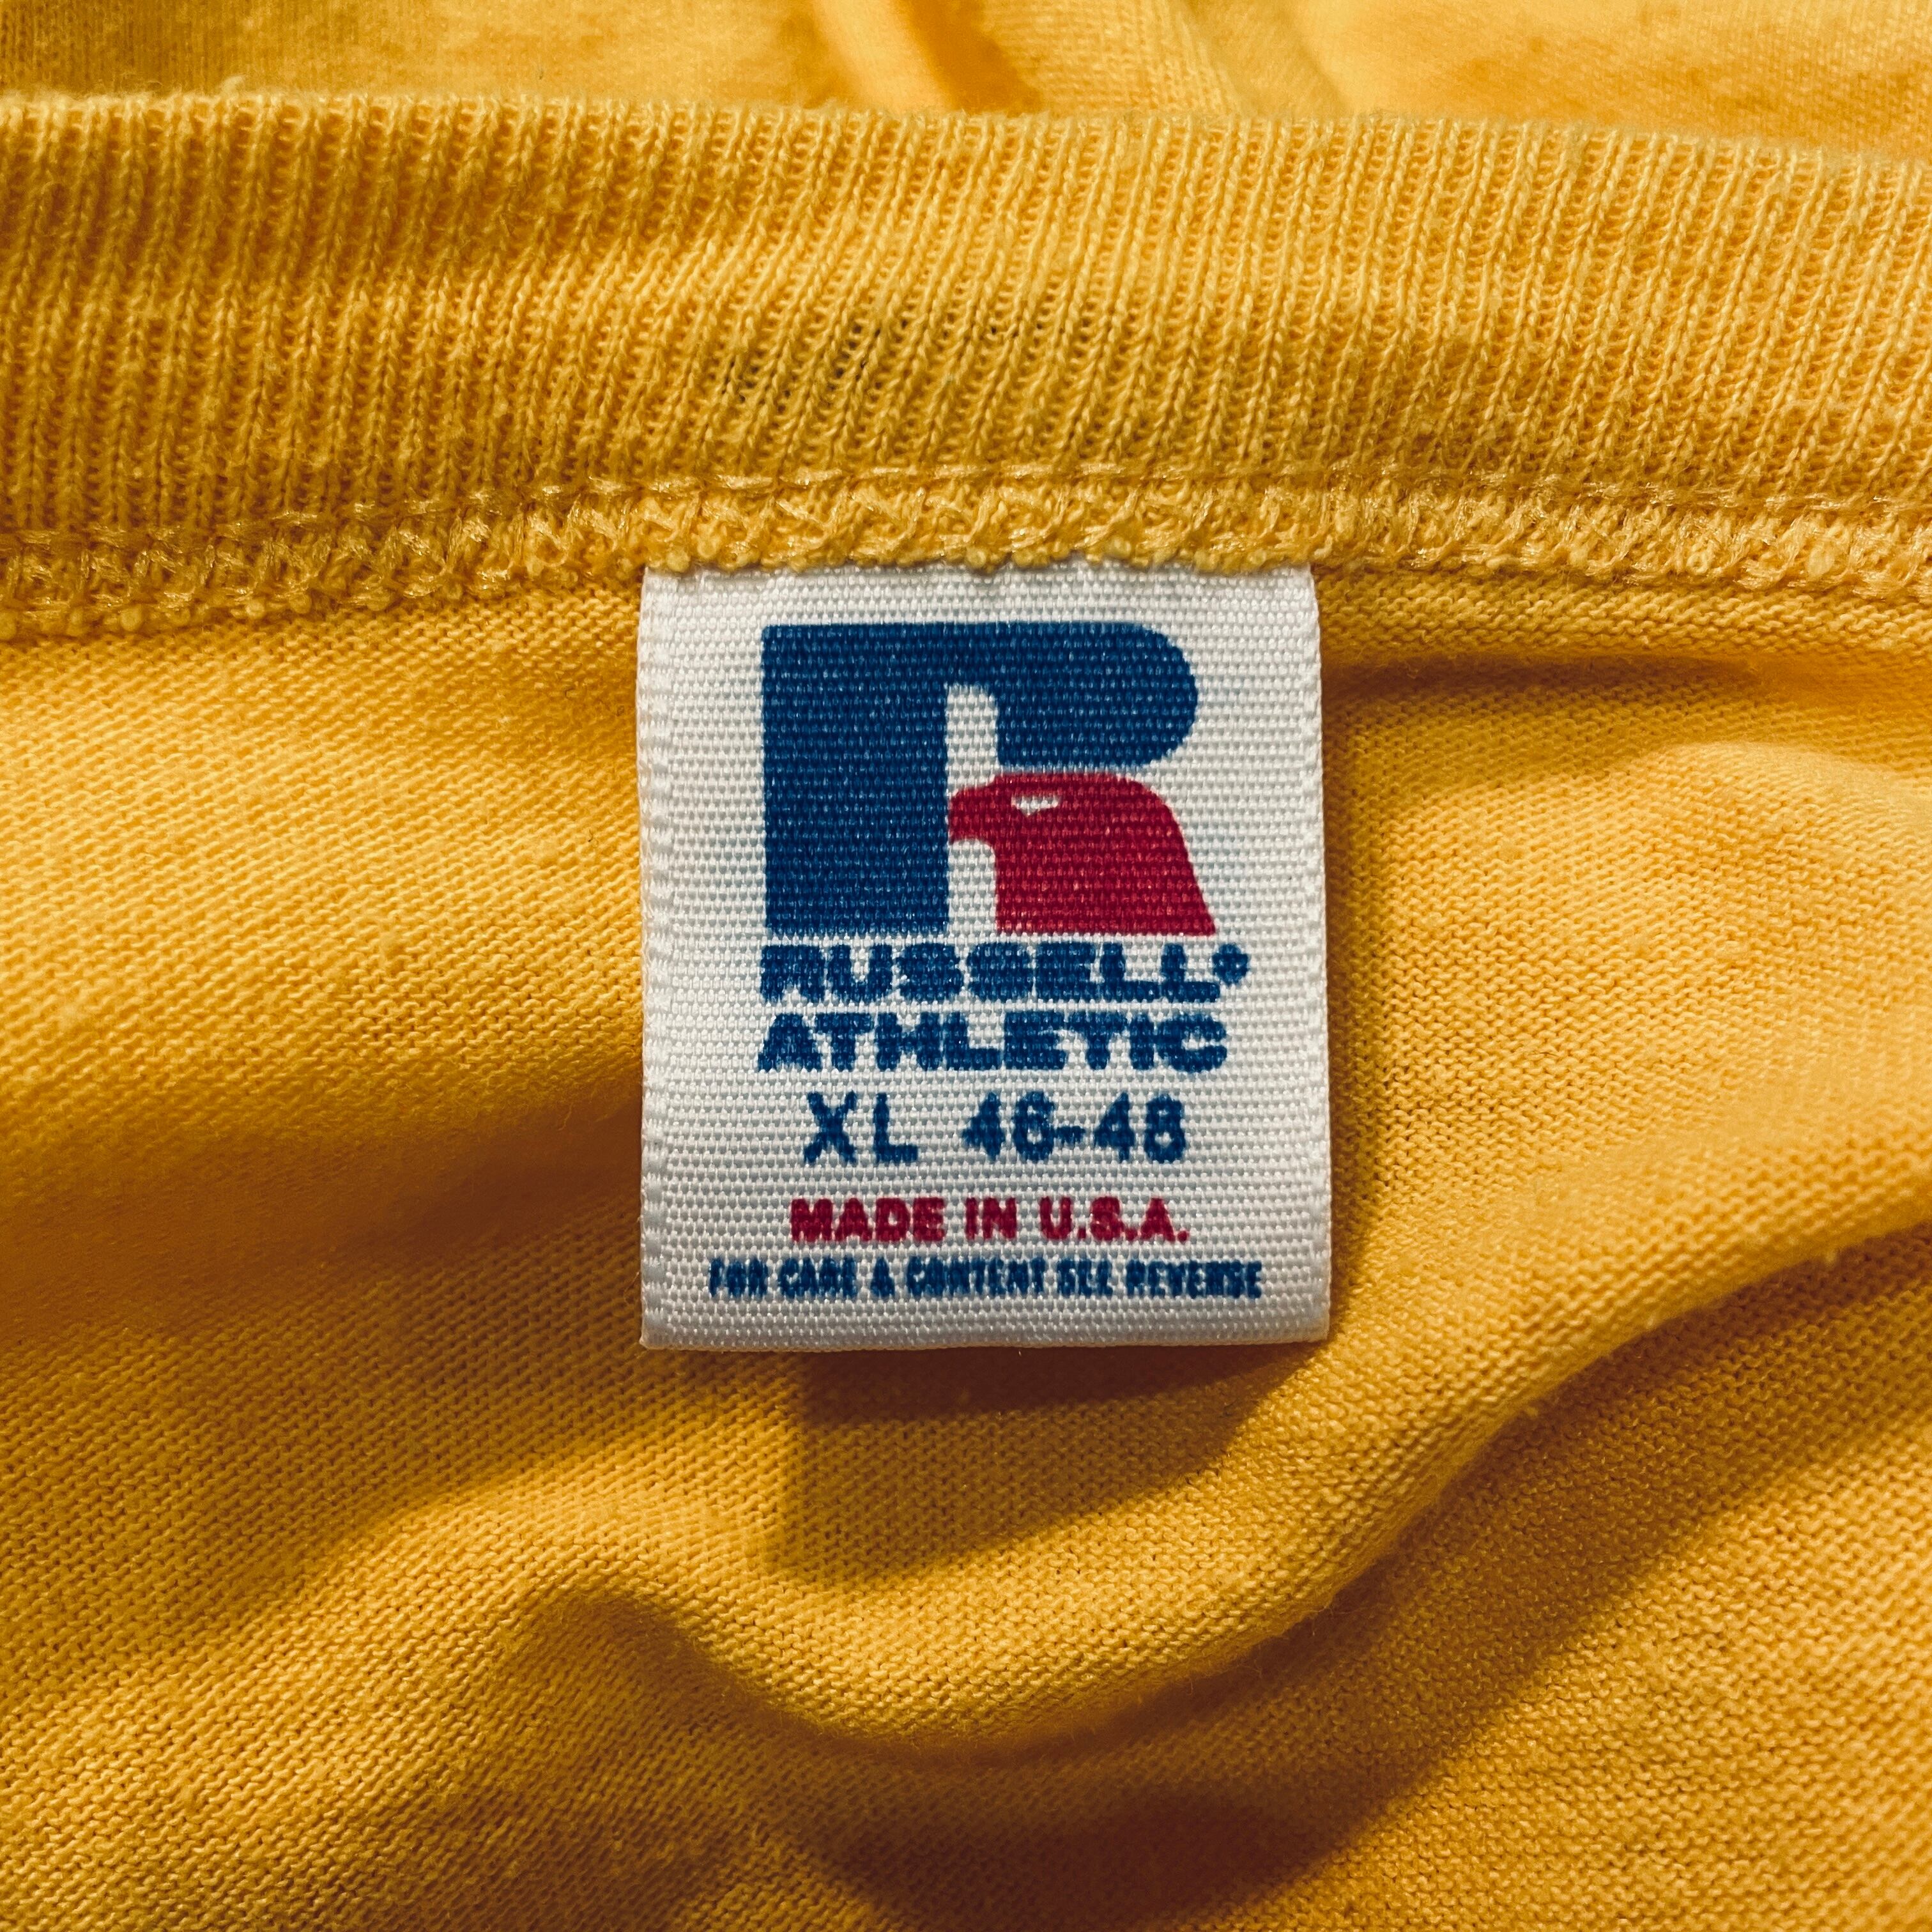 RUSSELL®
ATHLETIC
XL 46-48
MADE IN U.S.A.
FOR CARE & CONTENT SEE REVERSE